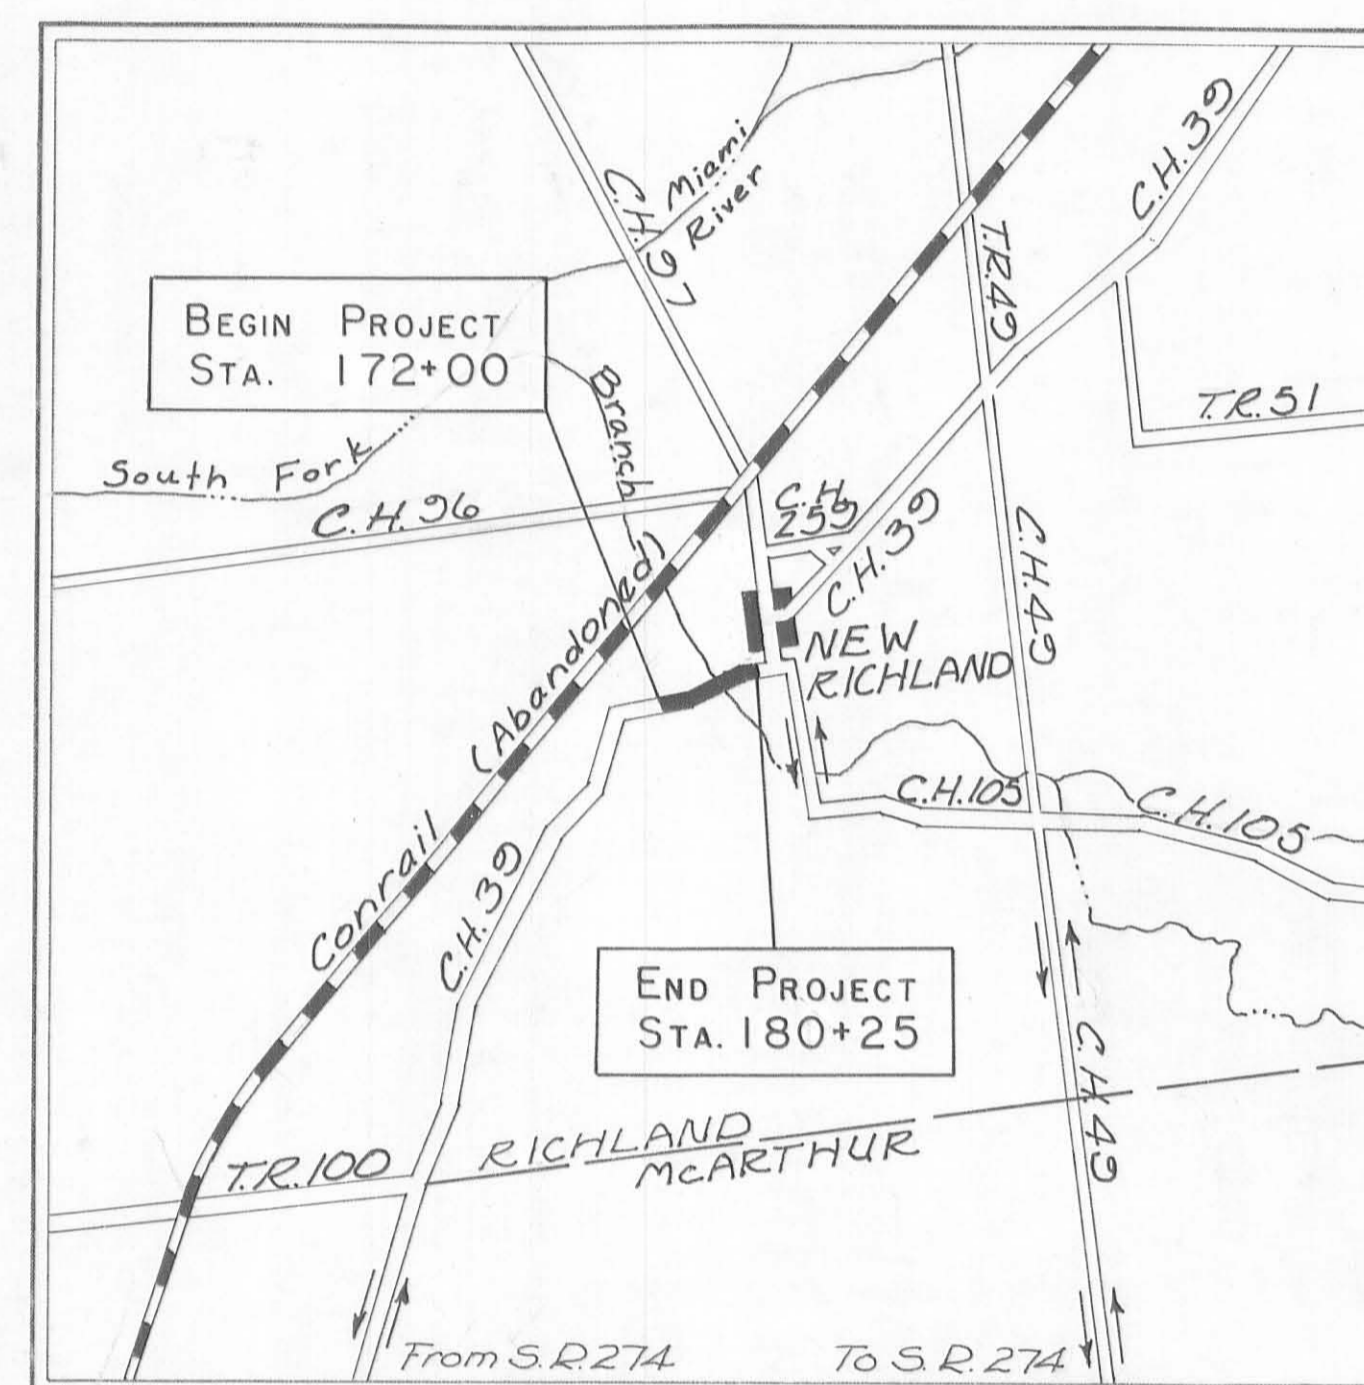 C.H.39
Miami
River
C.H.97
T.R.49
BEGIN PROJECT
STA. 172+00
Branch
T.R.51
South Fork
C.H.96
C.H.
259
C.H.39
C.H.49
Conrail (Abandoned)
NEW
RICHLAND
C.H.105
C.H.105
C.H.39
END PROJECT
STA. 180+25
C.H.49
RICHLAND
McARTHUR
T.R.100
From S.R.274
To S.R.274